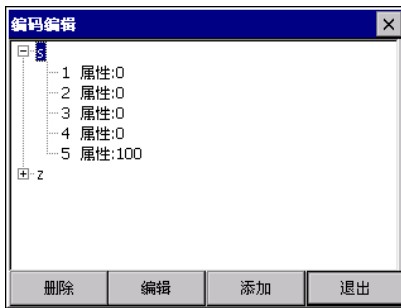 编码编辑
s
1 属性:0
2 属性:0
3 属性:0
4 属性:0
5 属性:100
z
删除 编辑 添加 退出